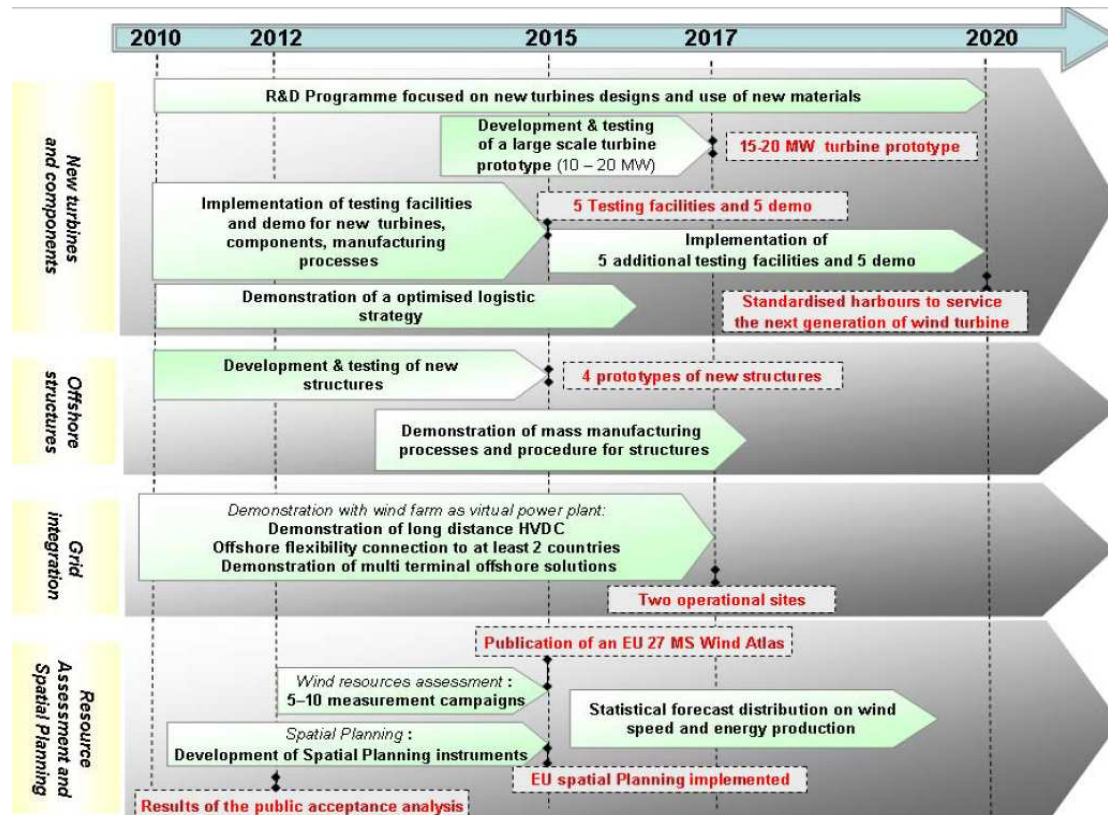 2010
2012
2015
2017
2020
New turbines
and components
R&D Programme focused on new turbines designs and use of new materials
Development & testing
of a large scale turbine
prototype (10 – 20 MW)
15-20 MW turbine prototype
Implementation of testing facilities
and demo for new turbines,
components, manufacturing
processes
5 Testing facilities and 5 demo
Implementation of
5 additional testing facilities and 5 demo
Demonstration of a optimised logistic
strategy
Standardised harbours to service
the next generation of wind turbine
Offshore
structures
Development & testing of new
structures
4 prototypes of new structures
Demonstration of mass manufacturing
processes and procedure for structures
Grid
integration
Demonstration with wind farm as virtual power plant:
Demonstration of long distance HVDC
Offshore flexibility connection to at least 2 countries
Demonstration of multi terminal offshore solutions
Two operational sites
Resource
Assessment and
Spatial Planning
Publication of an EU 27 MS Wind Atlas
Wind resources assessment :
5–10 measurement campaigns
Statistical forecast distribution on wind
speed and energy production
Spatial Planning :
Development of Spatial Planning instruments
EU spatial Planning implemented
Results of the public acceptance analysis